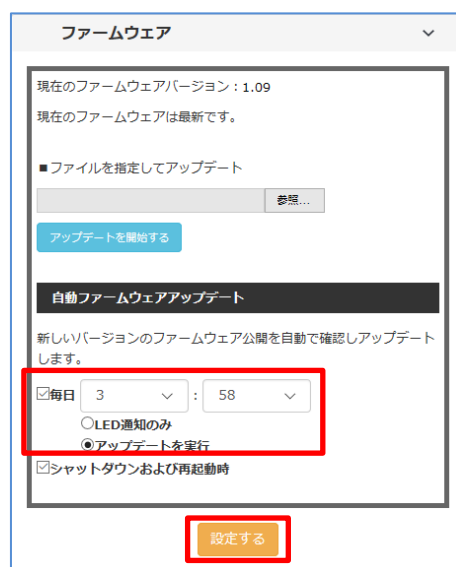 ファームウェア
現在のファームウェアバージョン：1.09
現在のファームウェアは最新です。
■ファイルを指定してアップデート
参照...
アップデートを開始する
自動ファームウェアアップデート
新しいバージョンのファームウェア公開を自動で確認しアップデート
します。
毎日 3 : 58
LED通知のみ
アップデートを実行
シャットダウンおよび再起動時
設定する